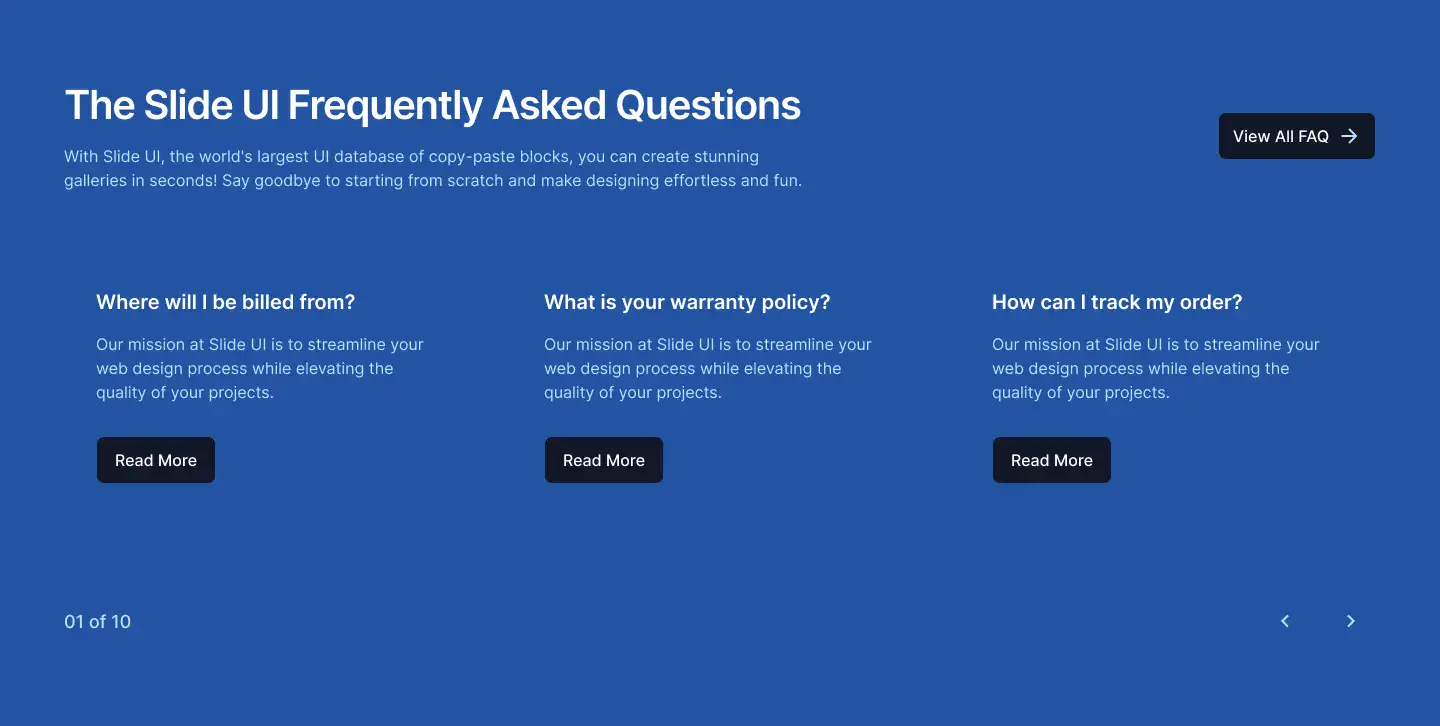 The Slide UI Frequently Asked Questions
With Slide UI, the world's largest UI database of copy-paste blocks, you can create stunning
galleries in seconds! Say goodbye to starting from scratch and make designing effortless and fun.
View All FAQ
Where will I be billed from?
Our mission at Slide UI is to streamline your
web design process while elevating the
quality of your projects.
Read More
What is your warranty policy?
Our mission at Slide UI is to streamline your
web design process while elevating the
quality of your projects.
Read More
How can I track my order?
Our mission at Slide UI is to streamline your
web design process while elevating the
quality of your projects.
Read More
01 of 10